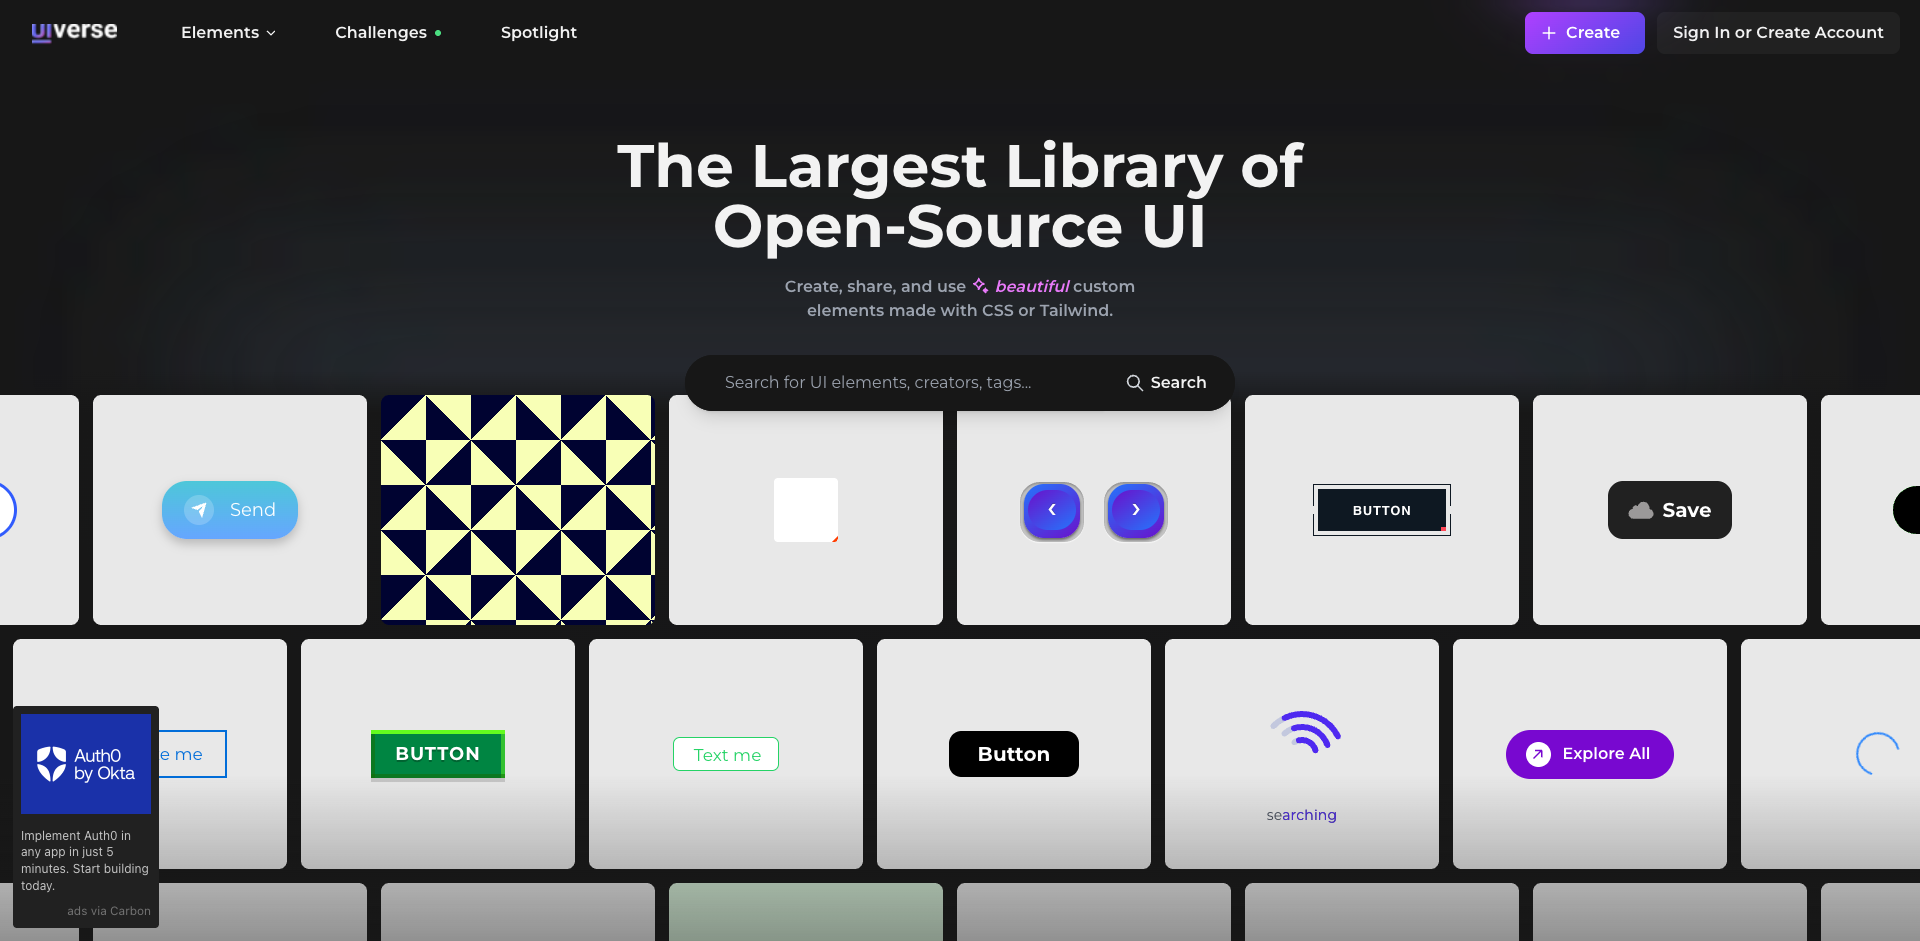 uiverse
Elements
Challenges
Spotlight
Create
Sign In or Create Account
The Largest Library of
Open-Source UI
Create, share, and use beautiful custom
elements made with CSS or Tailwind.
Search for UI elements, creators, tags...
Search
Send
‹
›
BUTTON
Save
e me
BUTTON
Text me
Button
searching
Explore All
Auth0
by Okta
Implement Auth0 in
any app in just 5
minutes. Start building
today.
ads via Carbon